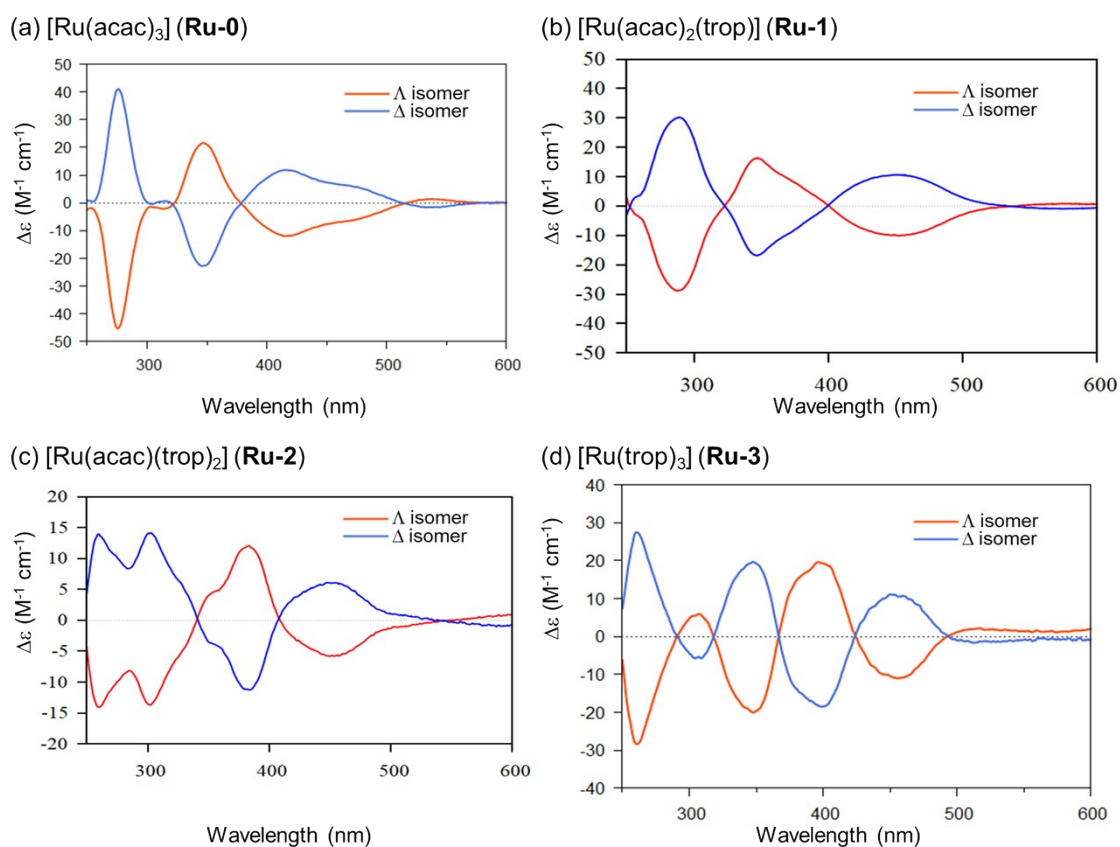 (a) [Ru(acac)₃] (Ru-0)
50
40
30
20
10
0
-10
-20
-30
-40
-50
Δε (M⁻¹ cm⁻¹)
Λ isomer
Δ isomer
300
400
500
600
Wavelength (nm)
(b) [Ru(acac)₂(trop)] (Ru-1)
50
40
30
20
10
0
-10
-20
-30
-40
-50
Δε (M⁻¹ cm⁻¹)
Λ isomer
Δ isomer
300
400
500
600
Wavelength (nm)
(c) [Ru(acac)(trop)₂] (Ru-2)
20
15
10
5
0
-5
-10
-15
-20
Δε (M⁻¹ cm⁻¹)
Λ isomer
Δ isomer
300
400
500
600
Wavelength (nm)
(d) [Ru(trop)₃] (Ru-3)
40
30
20
10
0
-10
-20
-30
-40
Δε (M⁻¹ cm⁻¹)
Λ isomer
Δ isomer
300
400
500
600
Wavelength (nm)